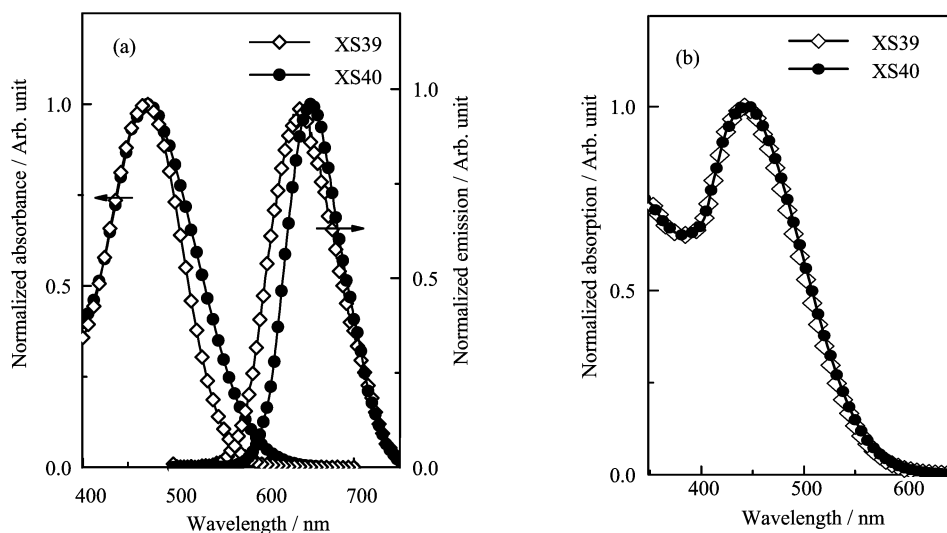 (a)
XS39
XS40
Normalized absorbance / Arb. unit
1.0
0.5
1.0
400
500
600
700
Wavelength / nm
1.0
0.5
0.0
Normalized emission / Arb. unit
(b)
XS39
XS40
Normalized absorption / Arb. unit
1.0
0.5
0.0
400
500
600
Wavelength / nm